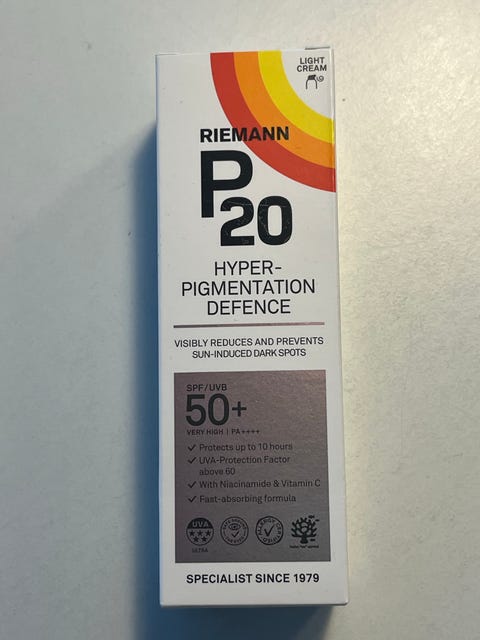 LIGHT
CREAM
RIEMANN
P
20
HYPER-
PIGMENTATION
DEFENCE
VISIBLY REDUCES AND PREVENTS
SUN-INDUCED DARK SPOTS
SPF/UVB
50+
VERY HIGH | PA++++
Protects up to 10 hours
UVA-Protection Factor
above 60
With Niacinamide & Vitamin C
Fast-absorbing formula
UVA
ULTRA
SPECIALIST SINCE 1979